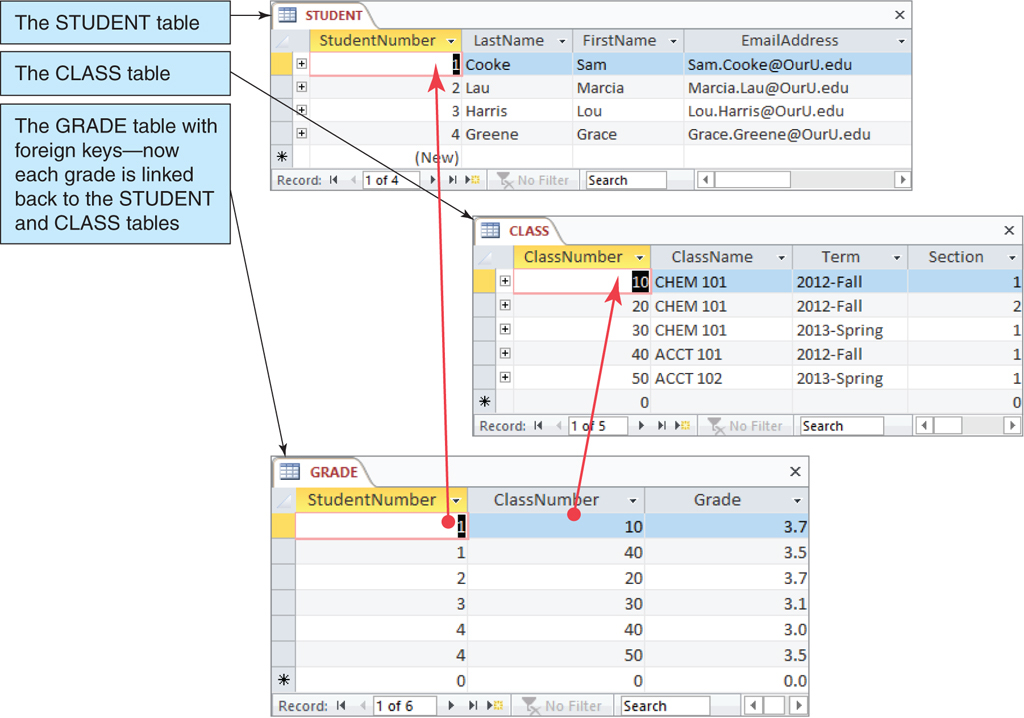 The STUDENT table
The CLASS table
The GRADE table with
foreign keys—now
each grade is linked
back to the STUDENT
and CLASS tables
STUDENT
StudentNumber LastName FirstName EmailAddress
1 Cooke Sam Sam.Cooke@OurU.edu
2 Lau Marcia Marcia.Lau@OurU.edu
3 Harris Lou Lou.Harris@OurU.edu
4 Greene Grace Grace.Greene@OurU.edu
(New)
Record: 1 of 4 No Filter Search
CLASS
ClassNumber ClassName Term Section
10 CHEM 101 2012-Fall 1
20 CHEM 101 2012-Fall 2
30 CHEM 101 2013-Spring 1
40 ACCT 101 2012-Fall 1
50 ACCT 102 2013-Spring 1
0 0
Record: 1 of 5 No Filter Search
GRADE
StudentNumber ClassNumber Grade
1 10 3.7
1 40 3.5
2 20 3.7
3 30 3.1
4 40 3.0
4 50 3.5
0 0 0.0
Record: 1 of 6 No Filter Search